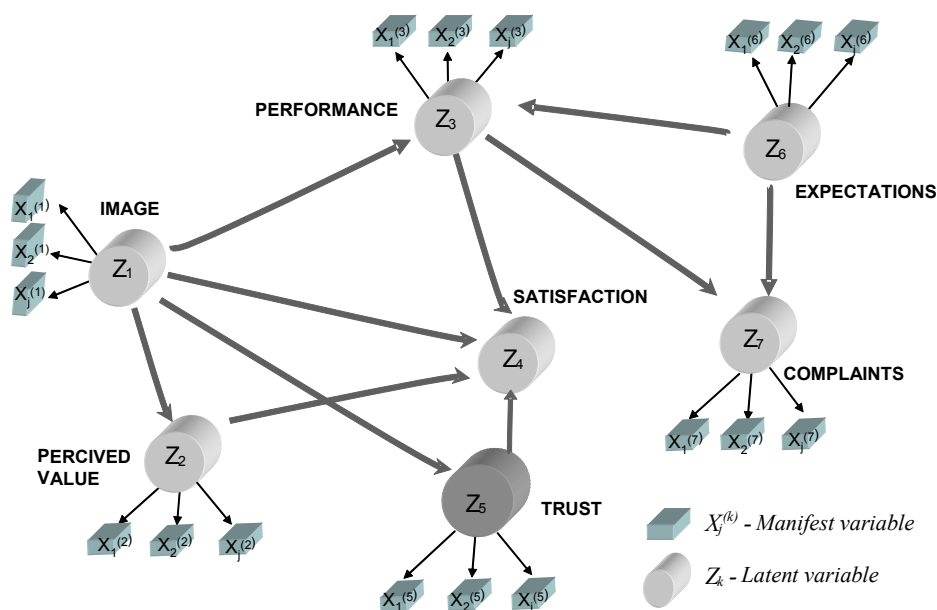 X1(3) X2(3) Xj(3)
X1(6) X2(6) Xj(6)
PERFORMANCE
Z3
Z6
EXPECTATIONS
X1(1)
IMAGE
X2(1)
Z1
Xj(1)
SATISFACTION
Z4
Z7
COMPLAINTS
X1(7) X2(7) Xj(7)
Z2
PERCIVED
VALUE
X1(2) X2(2) Xj(2)
Z5
TRUST
X1(5) X2(5) Xj(5)
Xj(k) - Manifest variable
Zk - Latent variable